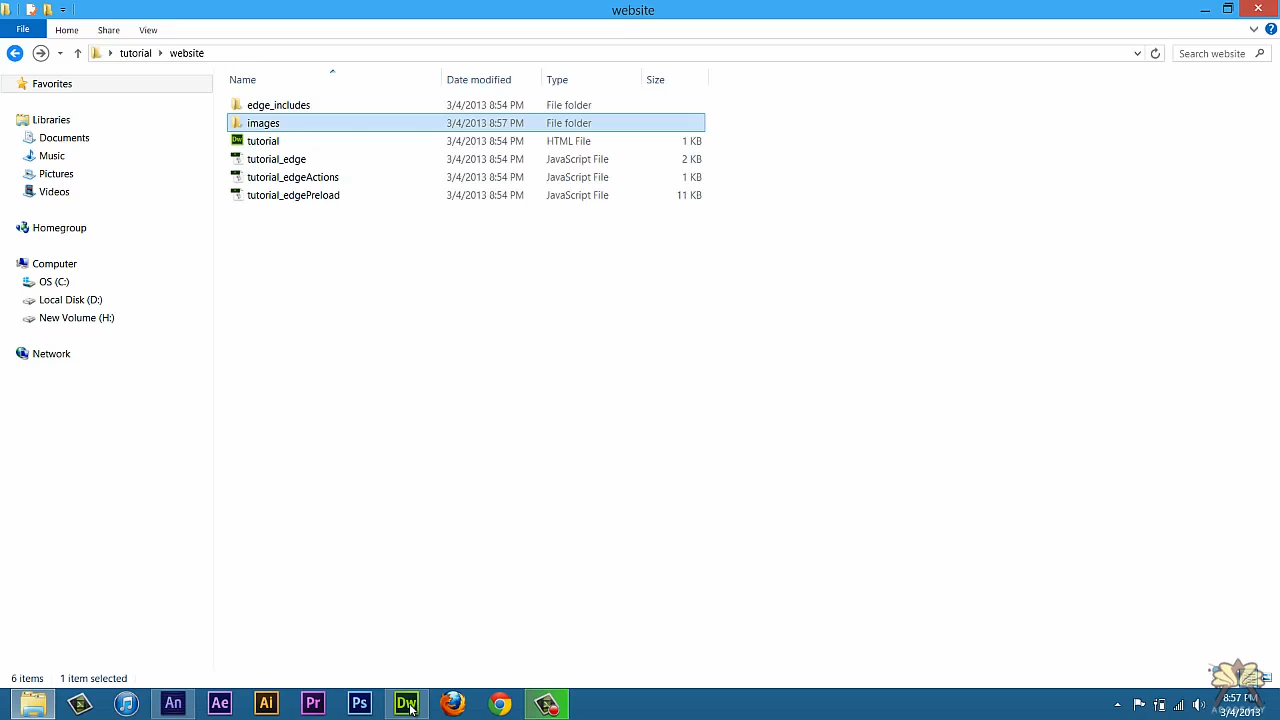 website
File Home Share View
tutorial website Search website
Name Date modified Type Size
Favorites
edge_includes 3/4/2013 8:54 PM File folder
images 3/4/2013 8:57 PM File folder
tutorial 3/4/2013 8:54 PM HTML File 1 KB
tutorial_edge 3/4/2013 8:54 PM JavaScript File 2 KB
tutorial_edgeActions 3/4/2013 8:54 PM JavaScript File 1 KB
tutorial_edgePreload 3/4/2013 8:54 PM JavaScript File 11 KB
Libraries
Documents
Music
Pictures
Videos
Homegroup
Computer
OS (C:)
Local Disk (D:)
New Volume (H:)
Network
6 items 1 item selected
An Ae Ai Pr Ps Dw
8:57 PM
3/4/2013